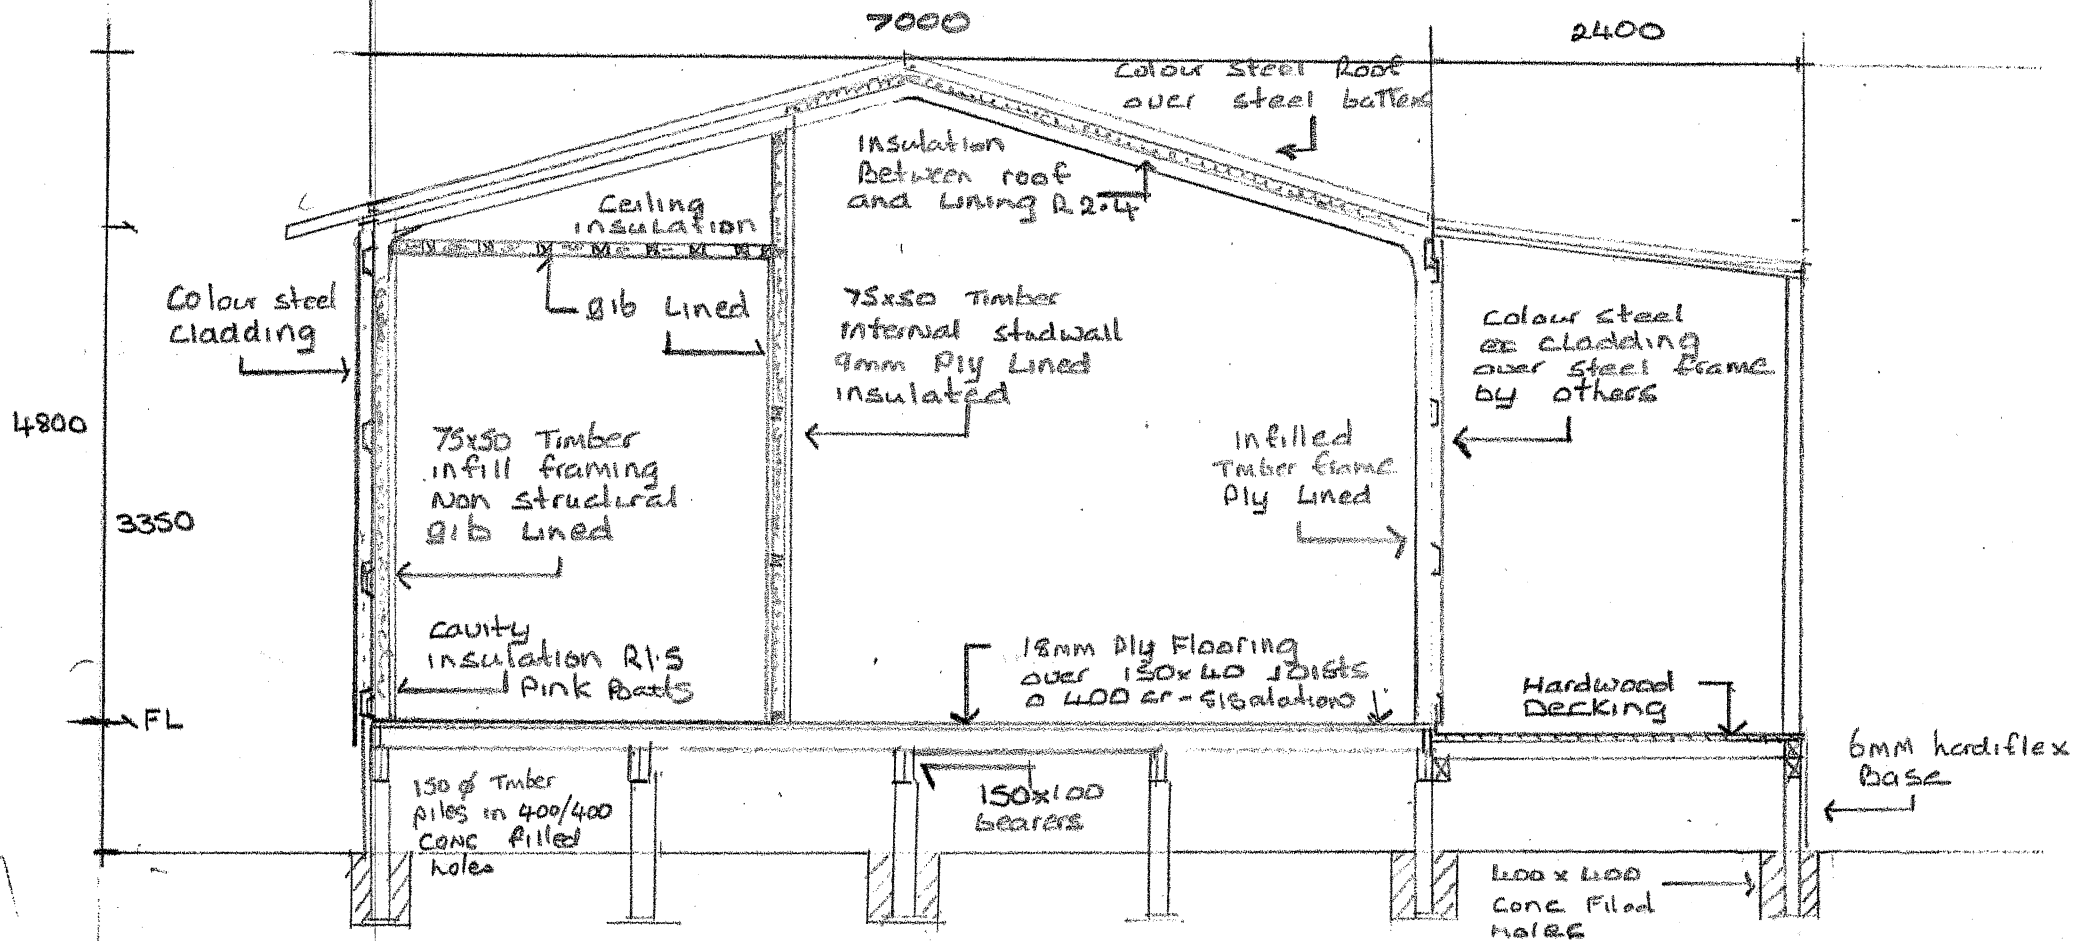 7000
2400
Colour steel Roof
over steel battens
insulation
Between roof
and Lining R2.4
Ceiling
insulation
Colour steel
cladding
gib Lined
75x50 Timber
internal studwall
9mm Ply Lined
insulated
Colour steel
cladding
over steel frame
by others
4800
3350
75x50 Timber
infill framing
Non structural
gib Lined
infilled
Timber frame
Ply Lined
cavity
insulation R1.5
Pink Batts
18mm Ply Flooring
over 150x40 Joists
@ 400 cr - sisalation
Hardwood
Decking
FL
6mm hardiflex
Base
150 ø Timber
piles in 400/400
conc filled
holes
150x100
bearers
400 x 400
conc Filed
holes